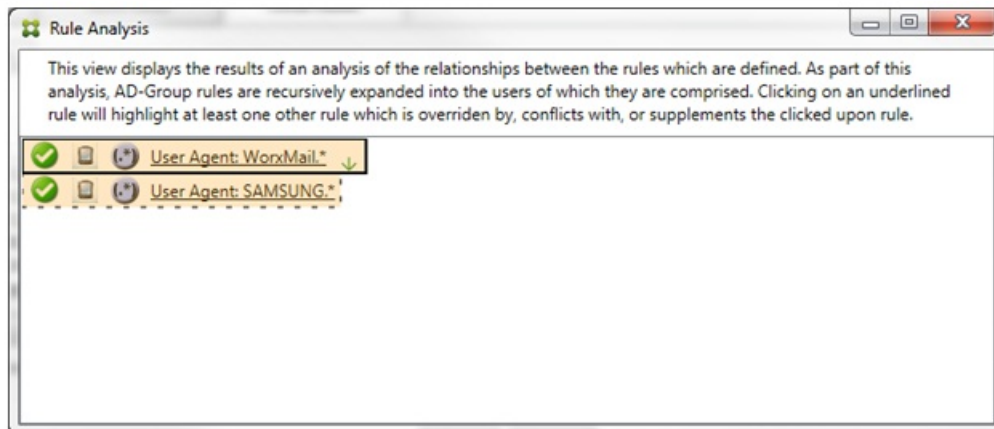 Rule Analysis
This view displays the results of an analysis of the relationships between the rules which are defined. As part of this
analysis, AD-Group rules are recursively expanded into the users of which they are comprised. Clicking on an underlined
rule will highlight at least one other rule which is overriden by, conflicts with, or supplements the clicked upon rule.
(.*) User Agent: WorxMail.*
(.*) User Agent: SAMSUNG.*